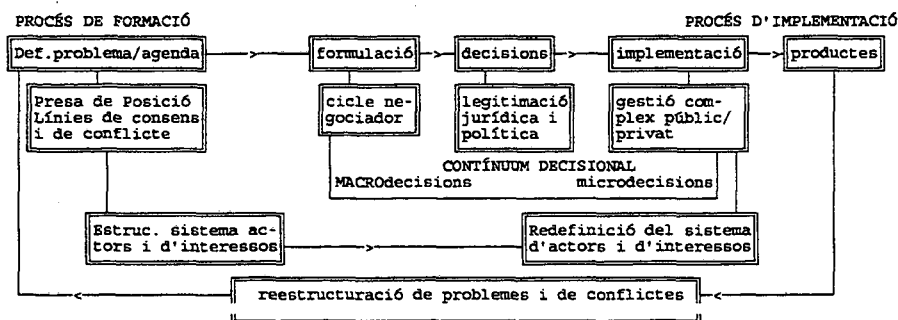 PROCÉS DE FORMACIÓ
PROCÉS D'IMPLEMENTACIÓ
Def.problema/agenda
formulació
decisions
implementació
productes
Presa de Posició
Línies de consens
i de conflicte
cicle ne-
gociador
legitimació
jurídica i
política
gestió com-
plex públic/
privat
CONTÍNUUM DECISIONAL
MACROdecisions
microdecisions
Estruc. sistema ac-
tors i d'interessos
Redefinició del sistema
d'actors i d'interessos
reestructuració de problemes i de conflictes